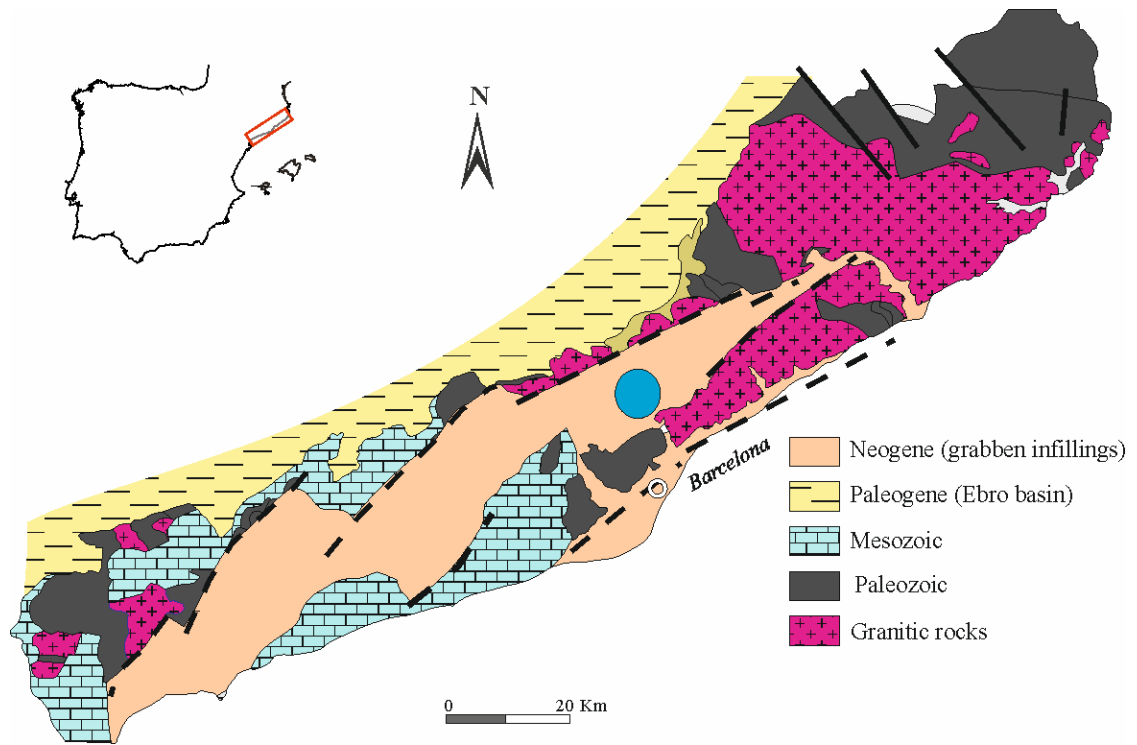 N
Barcelona
Neogene (grabben infillings)
Paleogene (Ebro basin)
Mesozoic
Paleozoic
Granitic rocks
0 20 Km